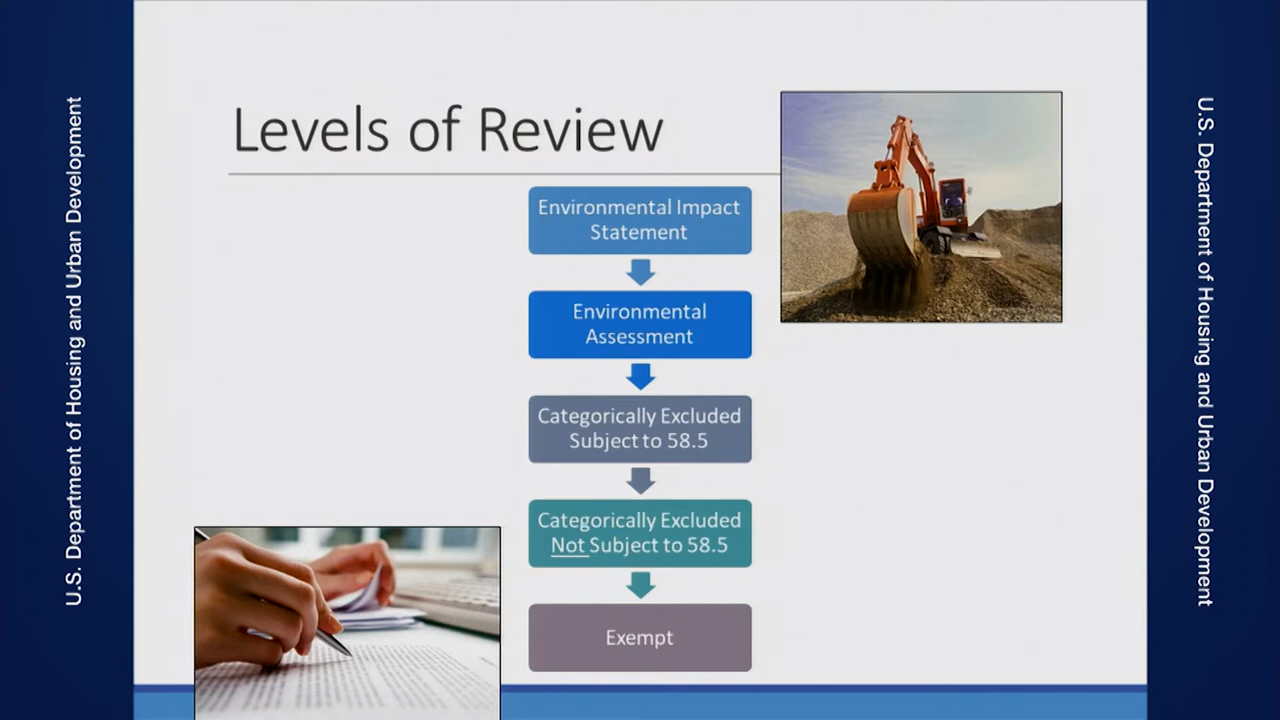 U.S. Department of Housing and Urban Development
Levels of Review
Environmental Impact
Statement
Environmental
Assessment
Categorically Excluded
Subject to 58.5
Categorically Excluded
Not Subject to 58.5
Exempt
U.S. Department of Housing and Urban Development